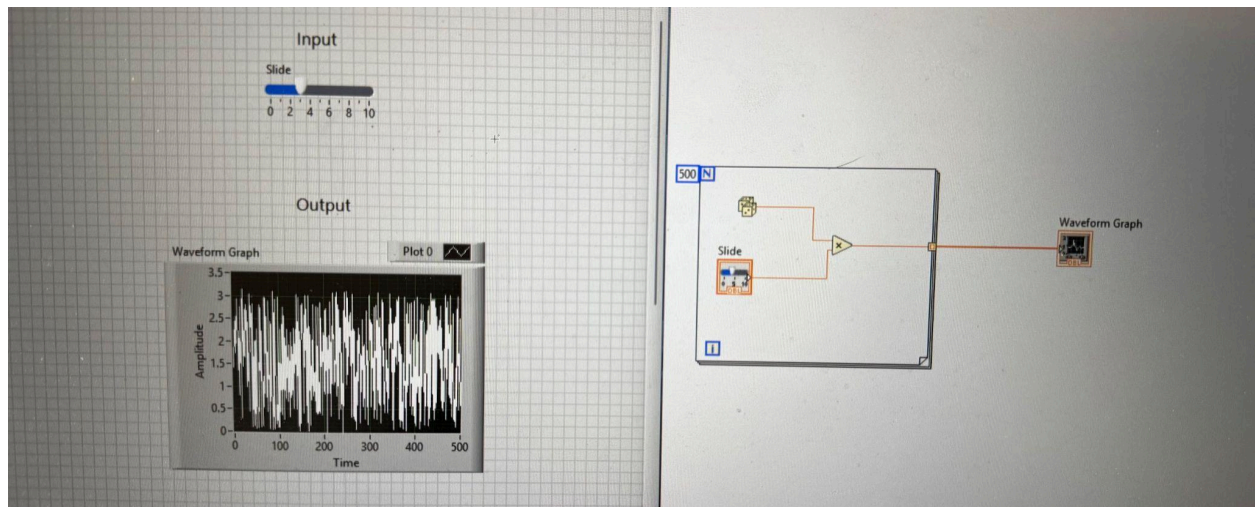 Input
Slide
0 2 4 6 8 10
Output
Waveform Graph
Plot 0
3.5
3
2.5
2
1.5
1
0.5
0
Amplitude
0 100 200 300 400 500
Time
500 N
Slide
i
Waveform Graph